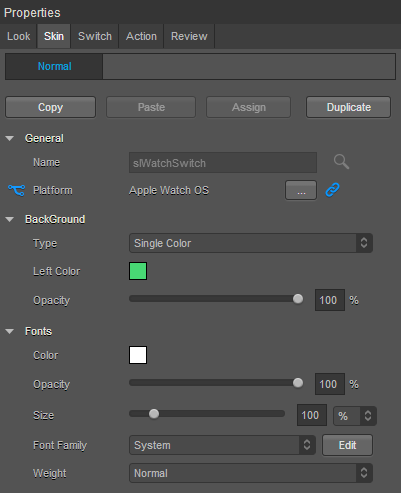 Properties
Look Skin Switch Action Review
Normal
Copy Paste Assign Duplicate
General
Name slWatchSwitch
Platform Apple Watch OS ...
BackGround
Type Single Color
Left Color
Opacity 100 %
Fonts
Color
Opacity 100 %
Size 100 %
Font Family System Edit
Weight Normal